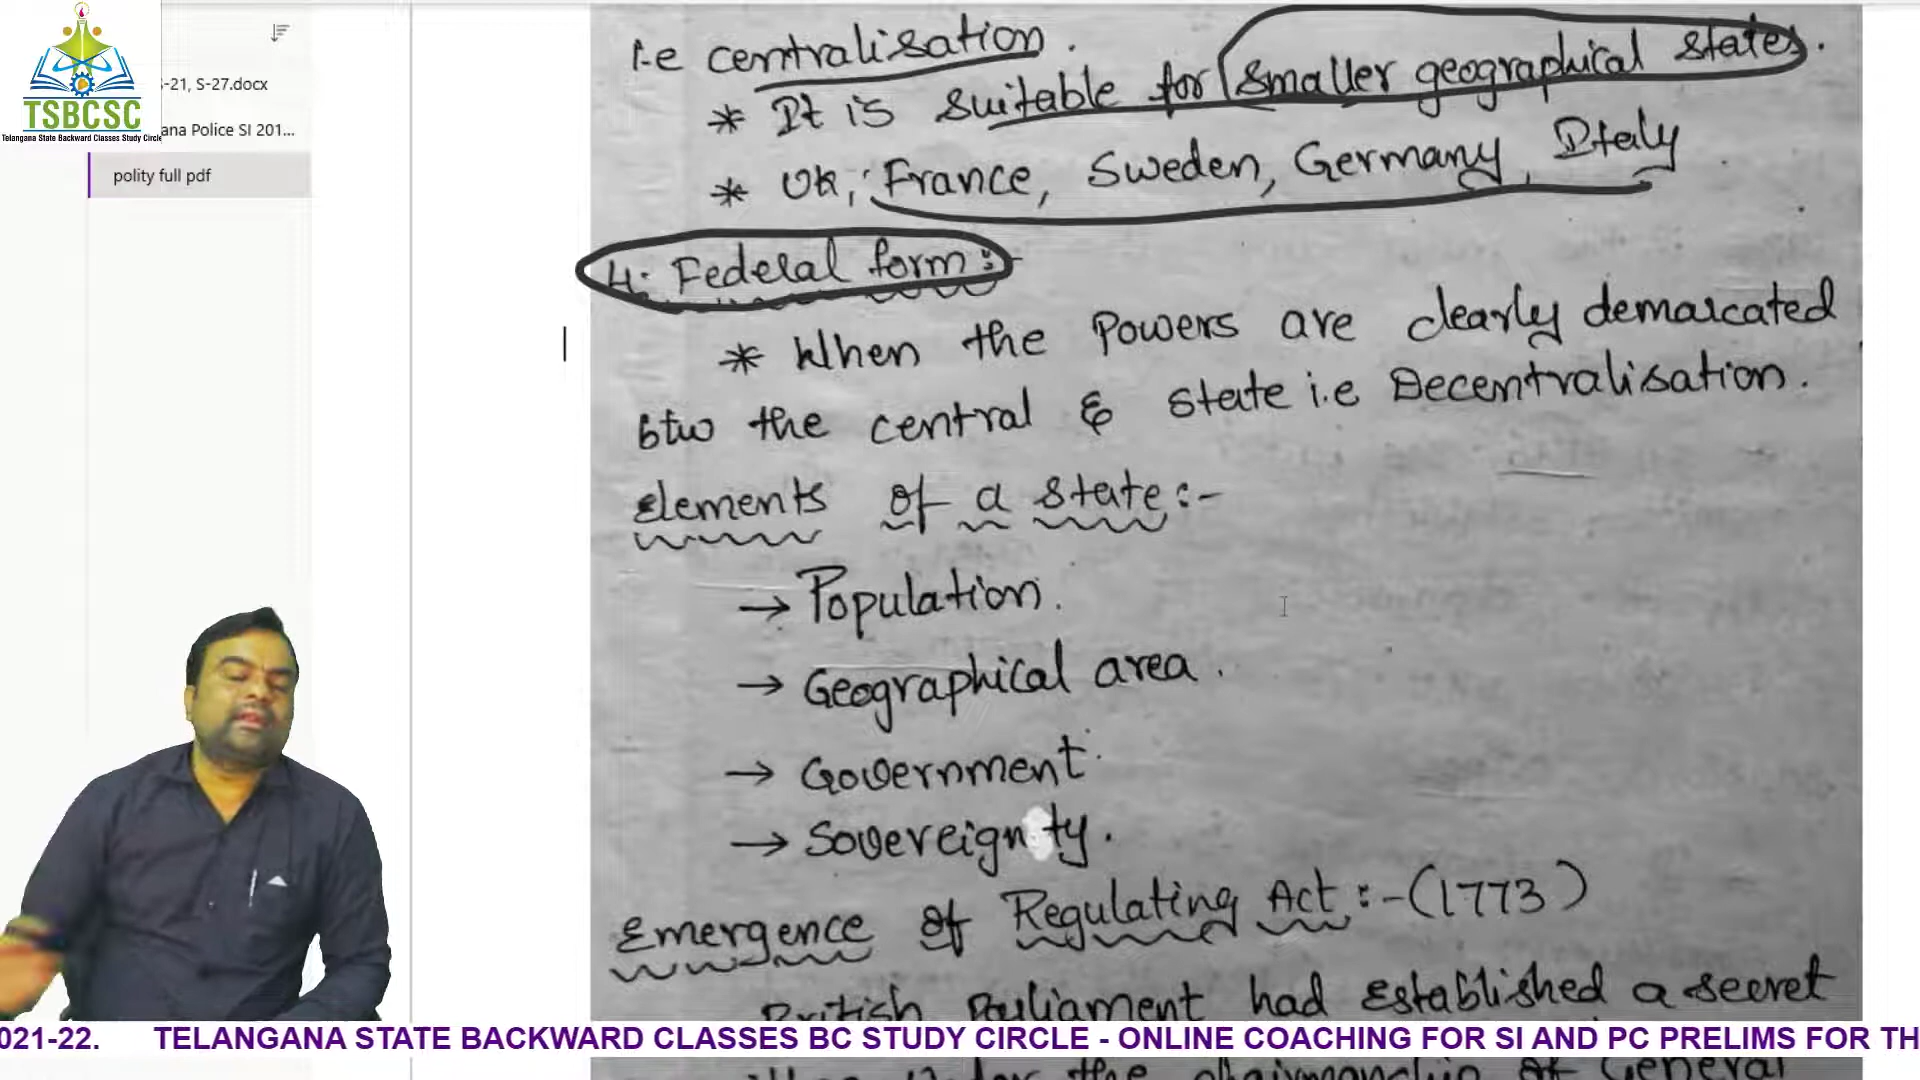 TSBCSC
Telangana State Backward Classes Study Circle
-21, S-27.docx
ana Police SI 201...
polity full pdf
i.e centralisation.
* It is suitable for smaller geographical states.
* UK, France, Sweden, Germany, Italy
4. Federal form:-
* When the powers are clearly demarcated
btw the central & state i.e Decentralisation.
Elements of a state:-
→ Population.
→ Geographical area.
→ Government.
→ Sovereignty.
Emergence of Regulating Act:-(1773)
British Parliament had established a secret
the chairmanship of General
021-22. TELANGANA STATE BACKWARD CLASSES BC STUDY CIRCLE - ONLINE COACHING FOR SI AND PC PRELIMS FOR TH